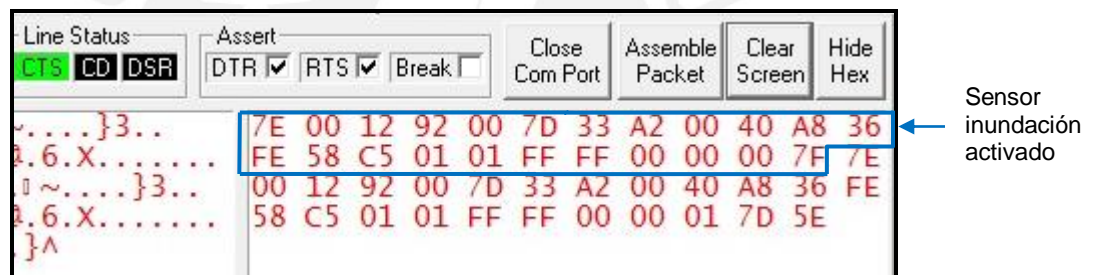 Line Status
Assert
CTS CD DSR
DTR RTS Break
Close Com Port
Assemble Packet
Clear Screen
Hide Hex
Sensor
inundación
activado
....}3..
.6.X.......
~....}3..
.6.X.......
.}^
7E 00 12 92 00 7D 33 A2 00 40 A8 36
FE 58 C5 01 01 FF FF 00 00 00 7F 7E
00 12 92 00 7D 33 A2 00 40 A8 36 FE
58 C5 01 01 FF FF 00 00 01 7D 5E